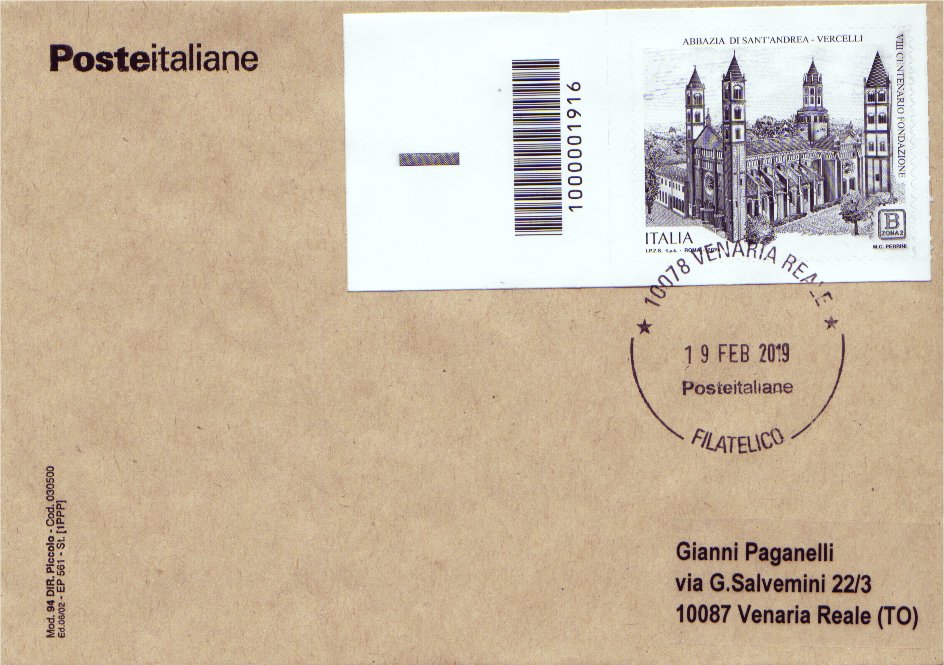 Posteitaliane
1000001916
ABBAZIA DI SANT'ANDREA - VERCELLI
VIII CENTENARIO FONDAZIONE
B
ZONA 2
ITALIA
I.P.Z.S. S.p.A. - ROMA
M.C. PERRINI
10078 VENARIA REALE
19 FEB 2019
Posteitaliane
FILATELICO
Mod. 94 DIR. Piccolo - Cod. 030500
Ed.06/02 - EP 561 - St. [1PPP]
Gianni Paganelli
via G.Salvemini 22/3
10087 Venaria Reale (TO)